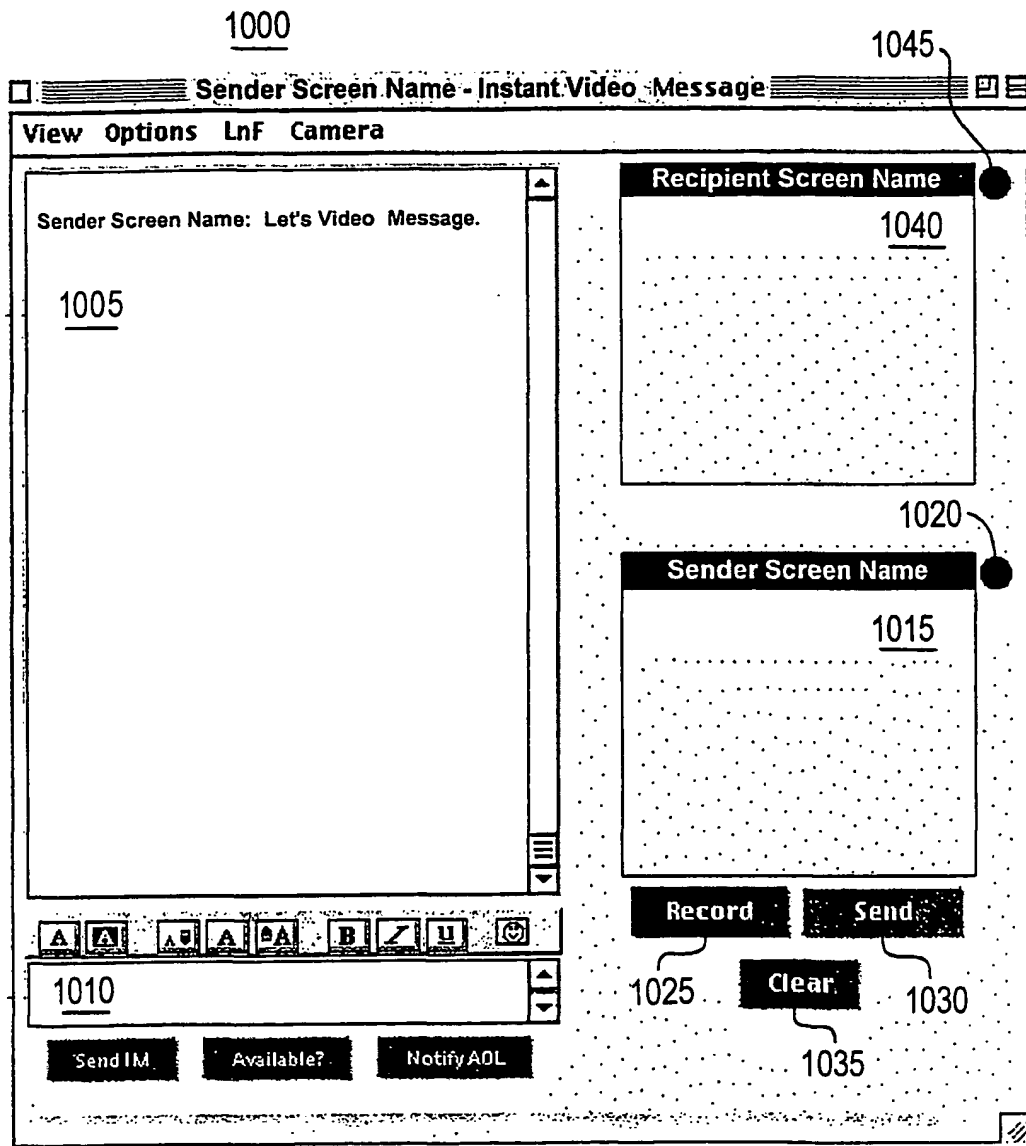 1000
1045
Sender Screen Name - Instant Video Message
View Options LnF Camera
Sender Screen Name: Let's Video Message.
1005
Recipient Screen Name
1040
1020
Sender Screen Name
1015
A A A A A B I U
1010
Send IM Available? Notify AOL
Record Send
1025 Clear 1030
1035